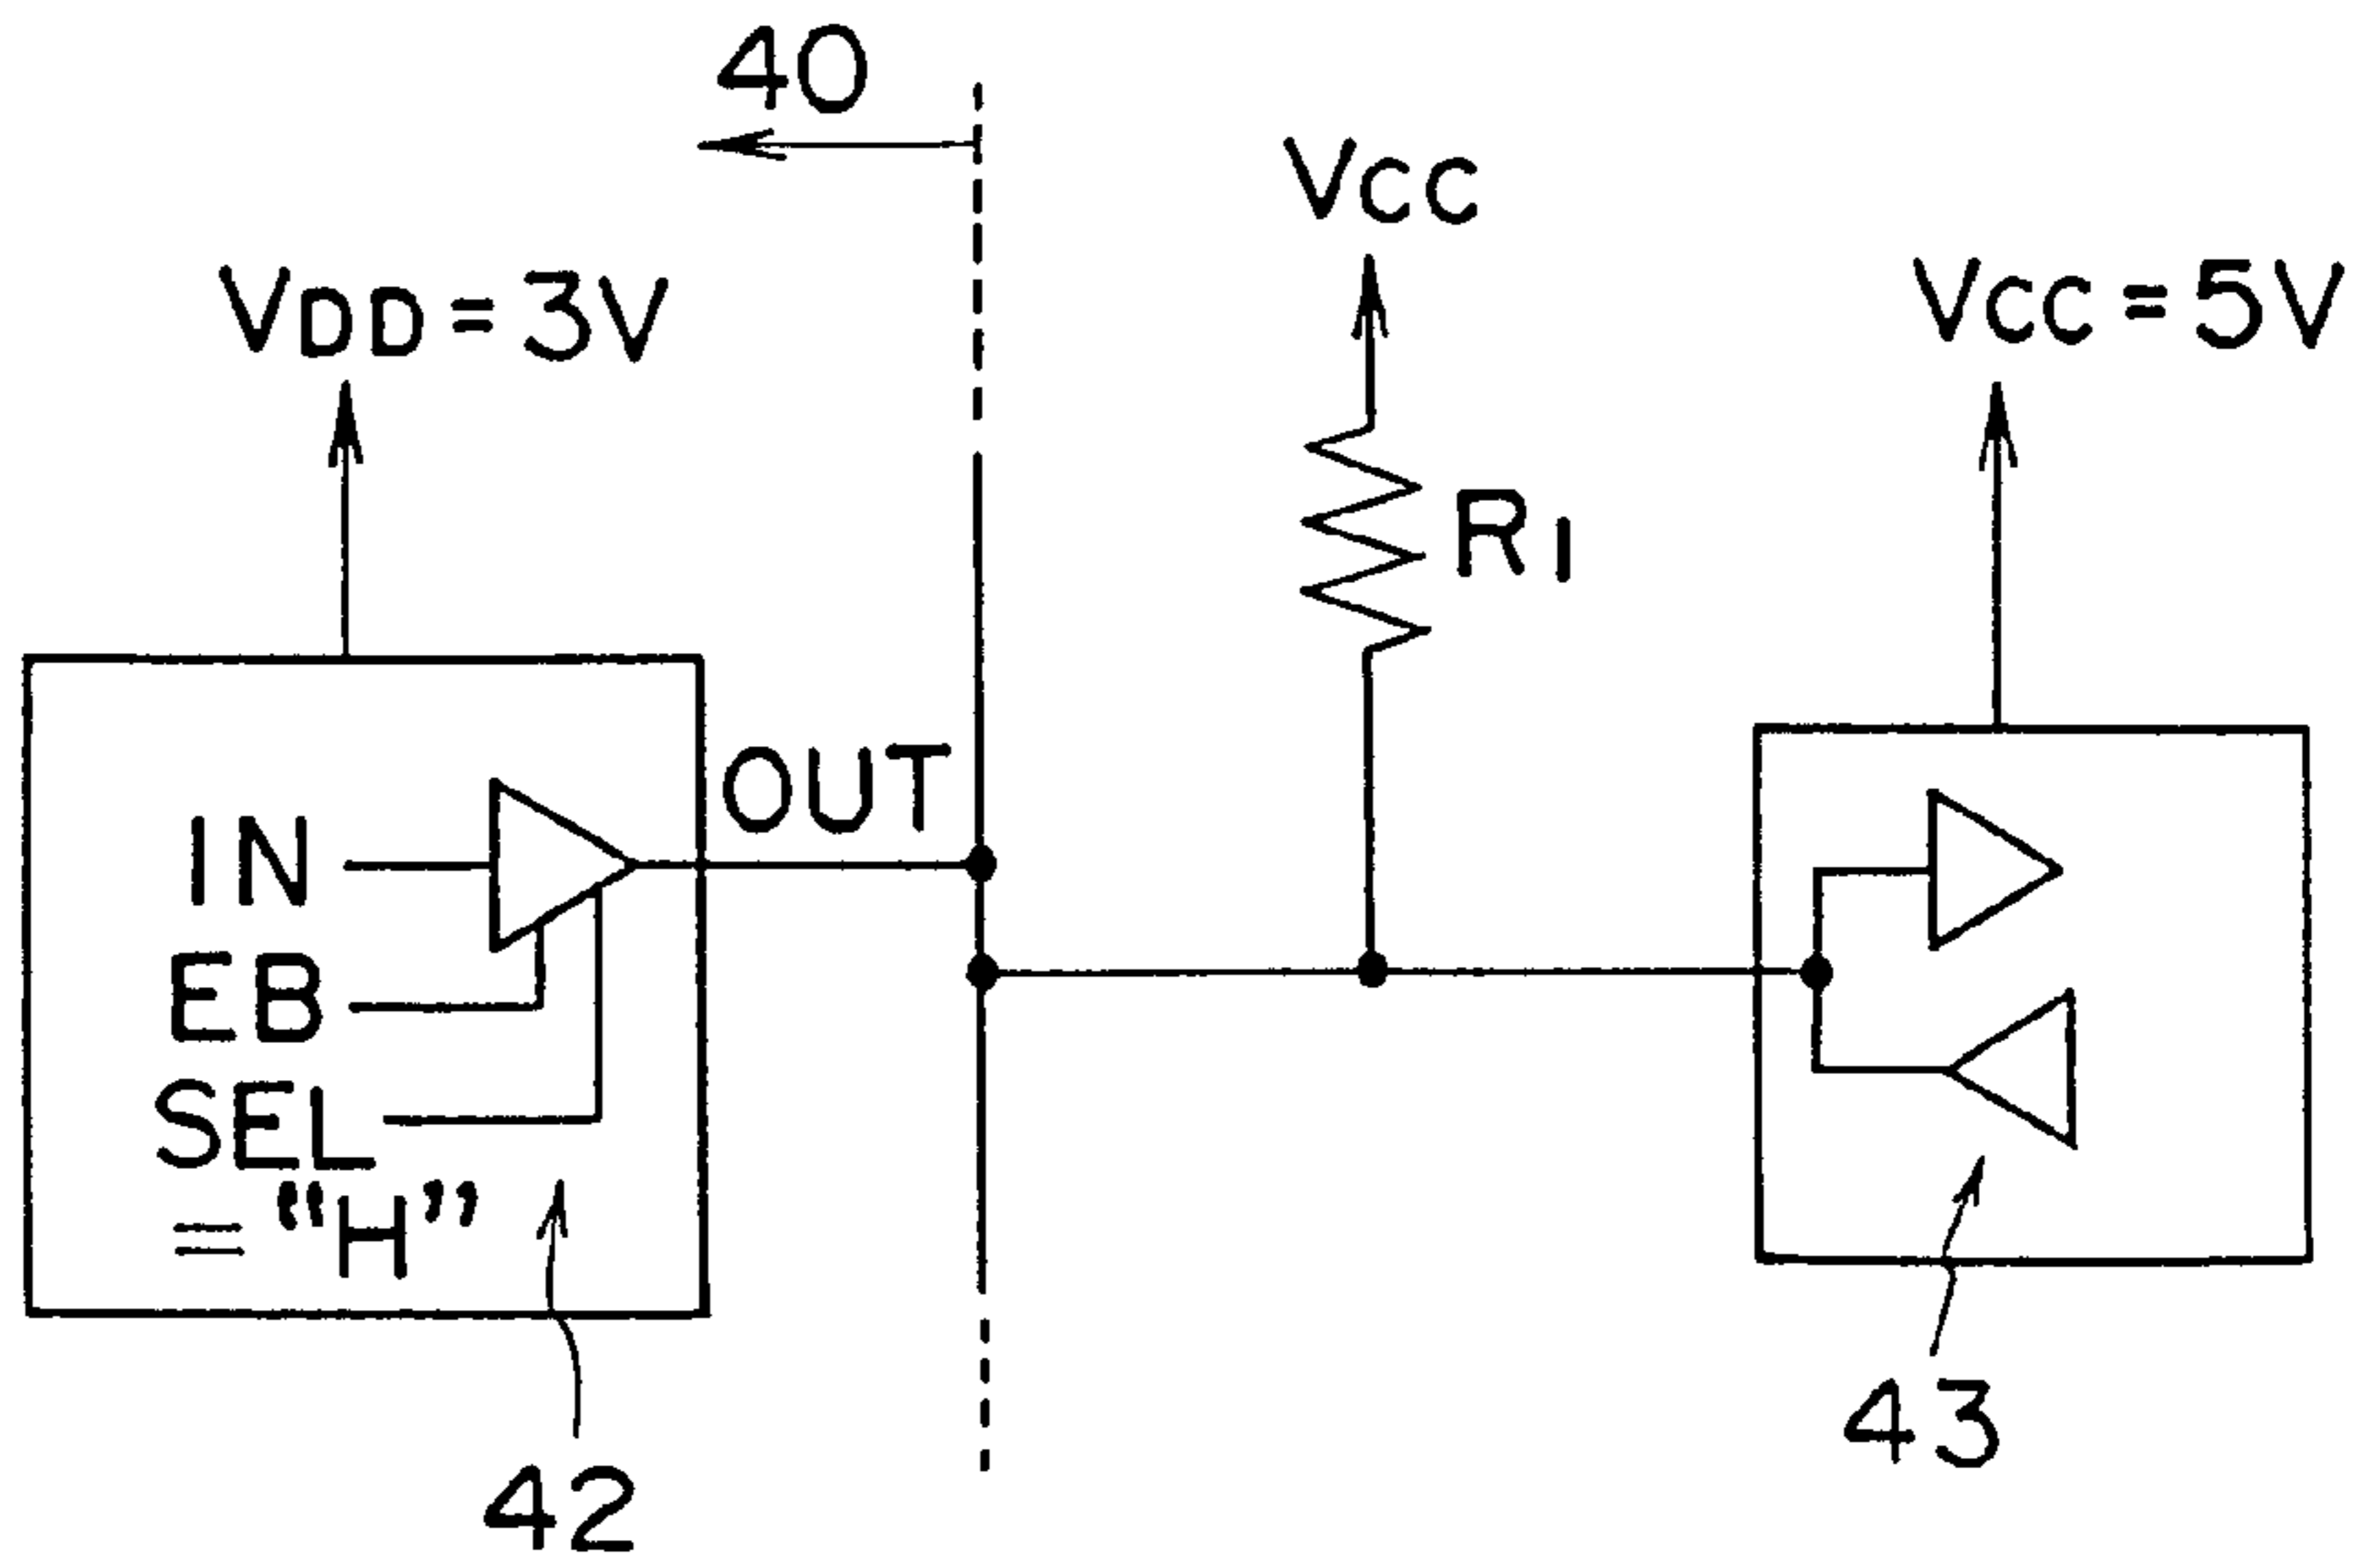 40
VCC
VDD=3V
VCC=5V
R1
OUT
IN
EB
SEL
="H"
43
42